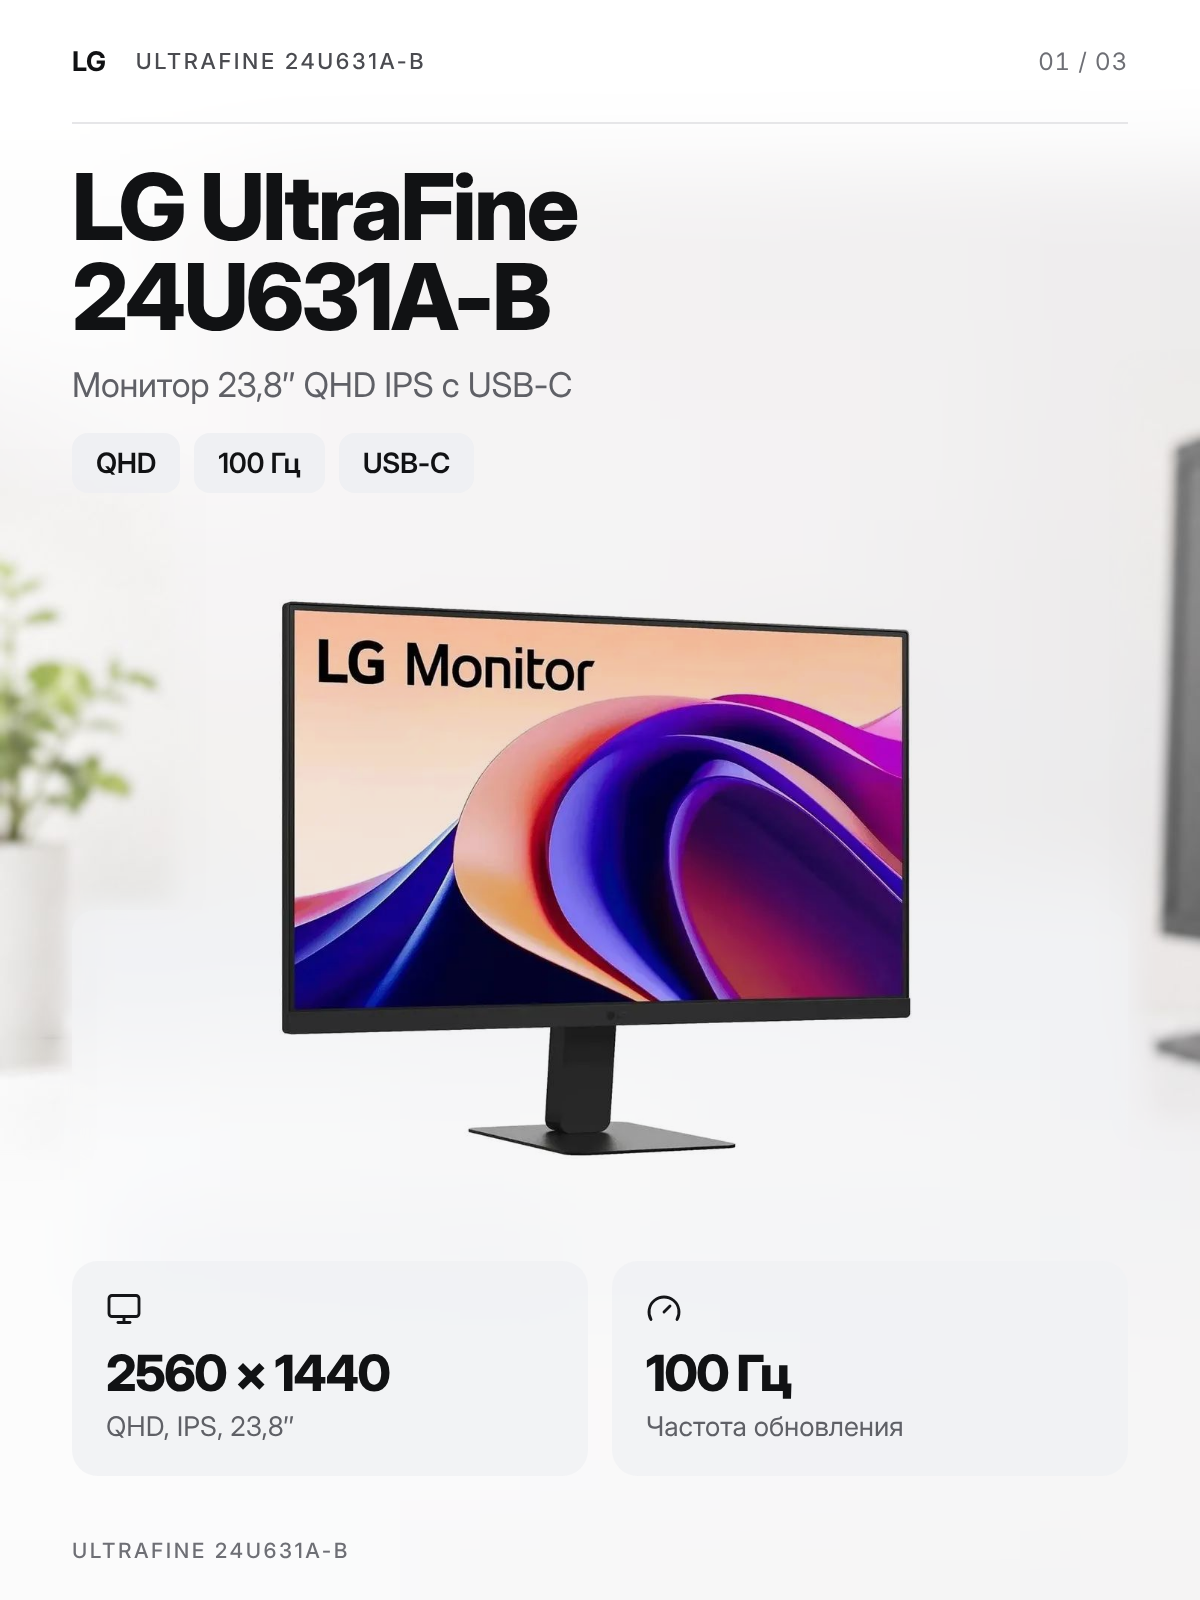 LG ULTRAFINE 24U631A-B 01 / 03
LG UltraFine
24U631A-B
Монитор 23,8″ QHD IPS с USB-C
QHD 100 Гц USB-C
LG Monitor
2560 × 1440
QHD, IPS, 23,8″
100 Гц
Частота обновления
ULTRAFINE 24U631A-B